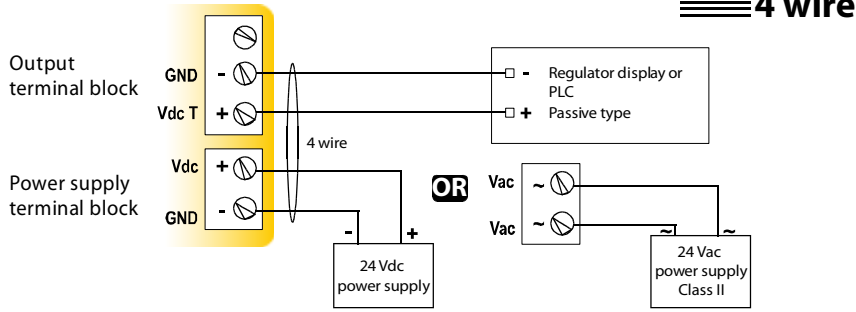 4 wire
Output
terminal block
GND -
Vdc T +
- Regulator display or
PLC
+ Passive type
4 wire
Power supply
terminal block
Vdc +
GND -
- +
24 Vdc
power supply
OR
Vac ~
Vac ~
~ ~
24 Vac
power supply
Class II